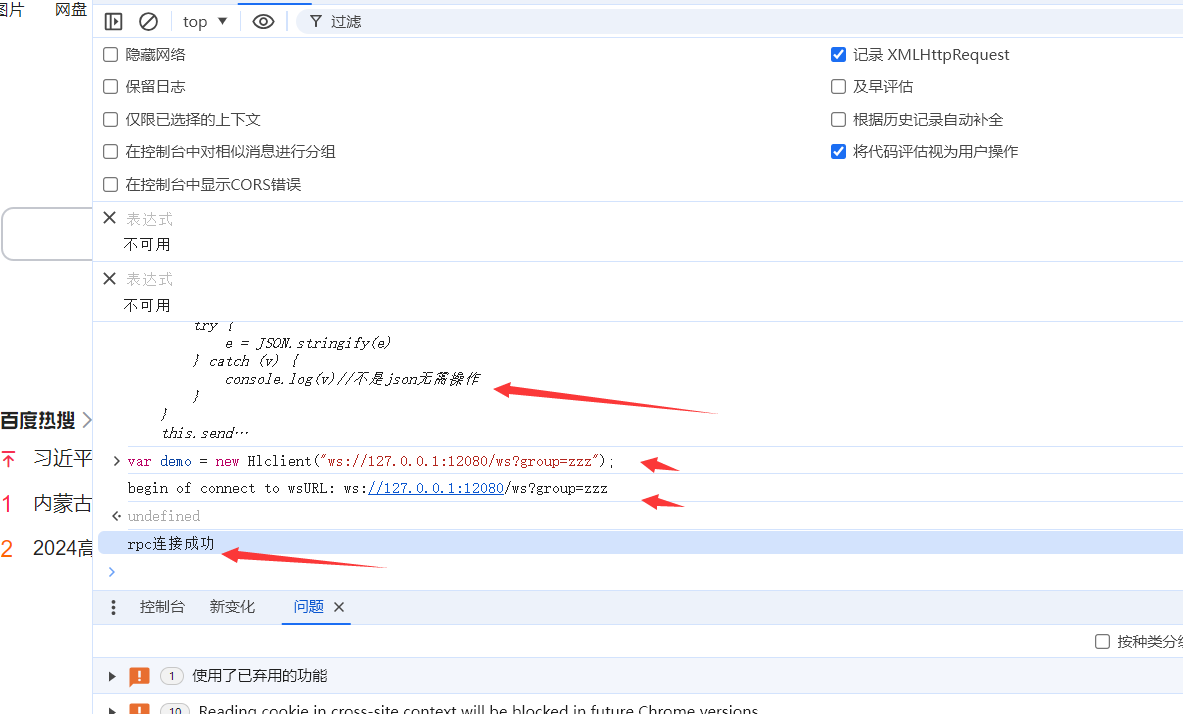 图片 网盘
top ▼ 过滤
隐藏网络
记录 XMLHttpRequest
保留日志
及早评估
仅限已选择的上下文
根据历史记录自动补全
在控制台中对相似消息进行分组
将代码评估视为用户操作
在控制台中显示CORS错误
表达式
不可用
表达式
不可用
try {
e = JSON.stringify(e)
} catch (v) {
console.log(v)//不是json无需操作
}
}
this.send…
var demo = new Hlclient("ws://127.0.0.1:12080/ws?group=zzz");
begin of connect to wsURL: ws://127.0.0.1:12080/ws?group=zzz
undefined
rpc连接成功
百度热搜
习近平
1 内蒙古
2 2024高
控制台 新变化 问题
按种类分组
1 使用了已弃用的功能
10 Reading cookie in cross-site context will be blocked in future Chrome versions